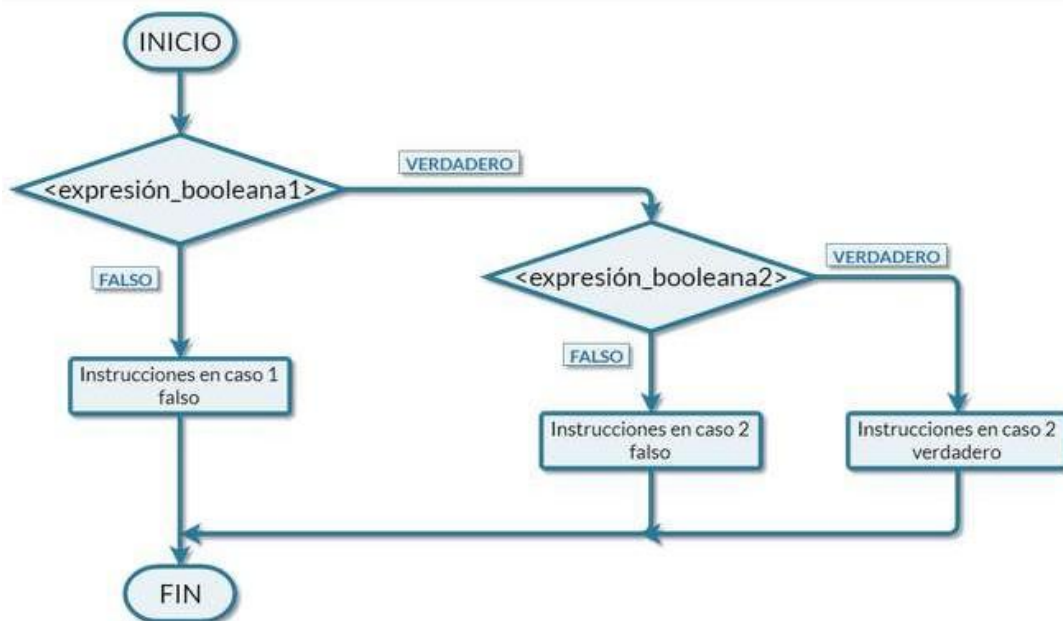 INICIO
<expresión_booleana1>
VERDADERO
FALSO
<expresión_booleana2>
VERDADERO
FALSO
Instrucciones en caso 1
falso
Instrucciones en caso 2
falso
Instrucciones en caso 2
verdadero
FIN